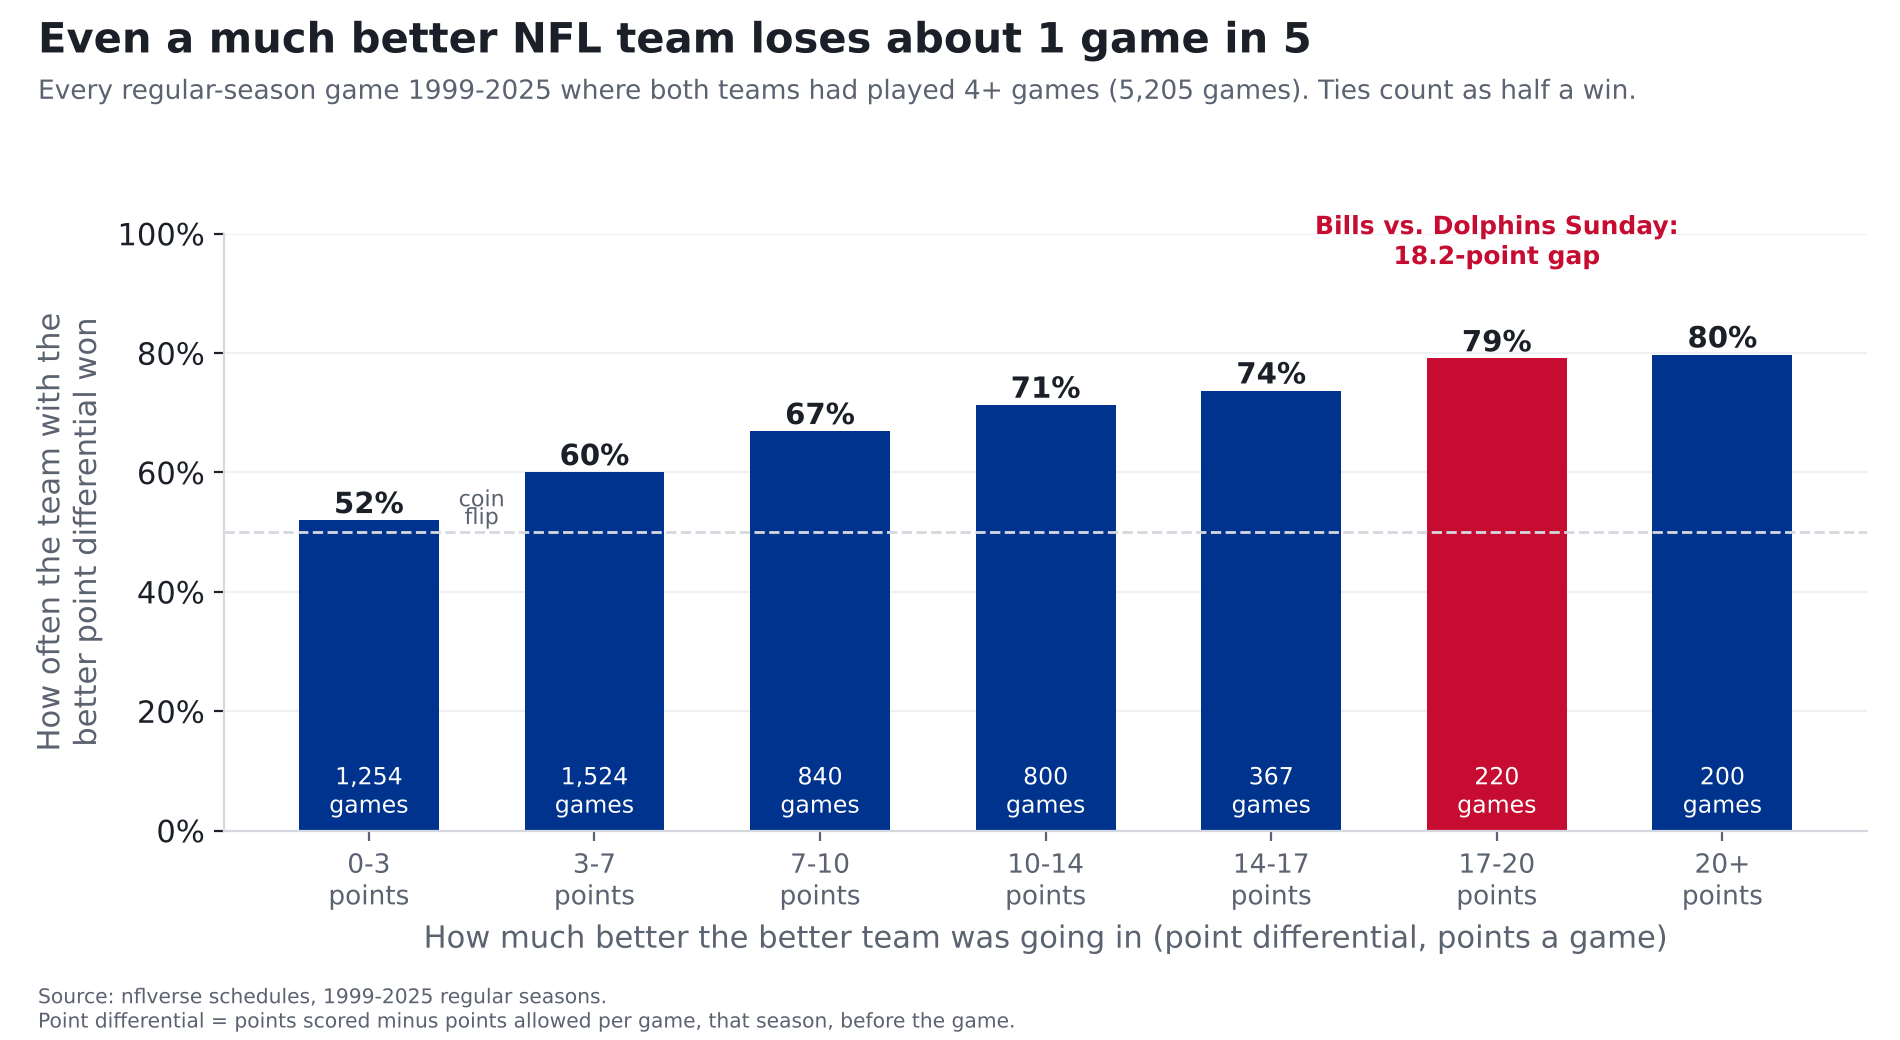 Even a much better NFL team loses about 1 game in 5
Every regular-season game 1999-2025 where both teams had played 4+ games (5,205 games). Ties count as half a win.
Bills vs. Dolphins Sunday:
18.2-point gap
How often the team with the
better point differential won
100%
80%
60%
40%
20%
0%
52%
coin
flip
60%
67%
71%
74%
79%
80%
1,254
games
1,524
games
840
games
800
games
367
games
220
games
200
games
0-3
points
3-7
points
7-10
points
10-14
points
14-17
points
17-20
points
20+
points
How much better the better team was going in (point differential, points a game)
Source: nflverse schedules, 1999-2025 regular seasons.
Point differential = points scored minus points allowed per game, that season, before the game.